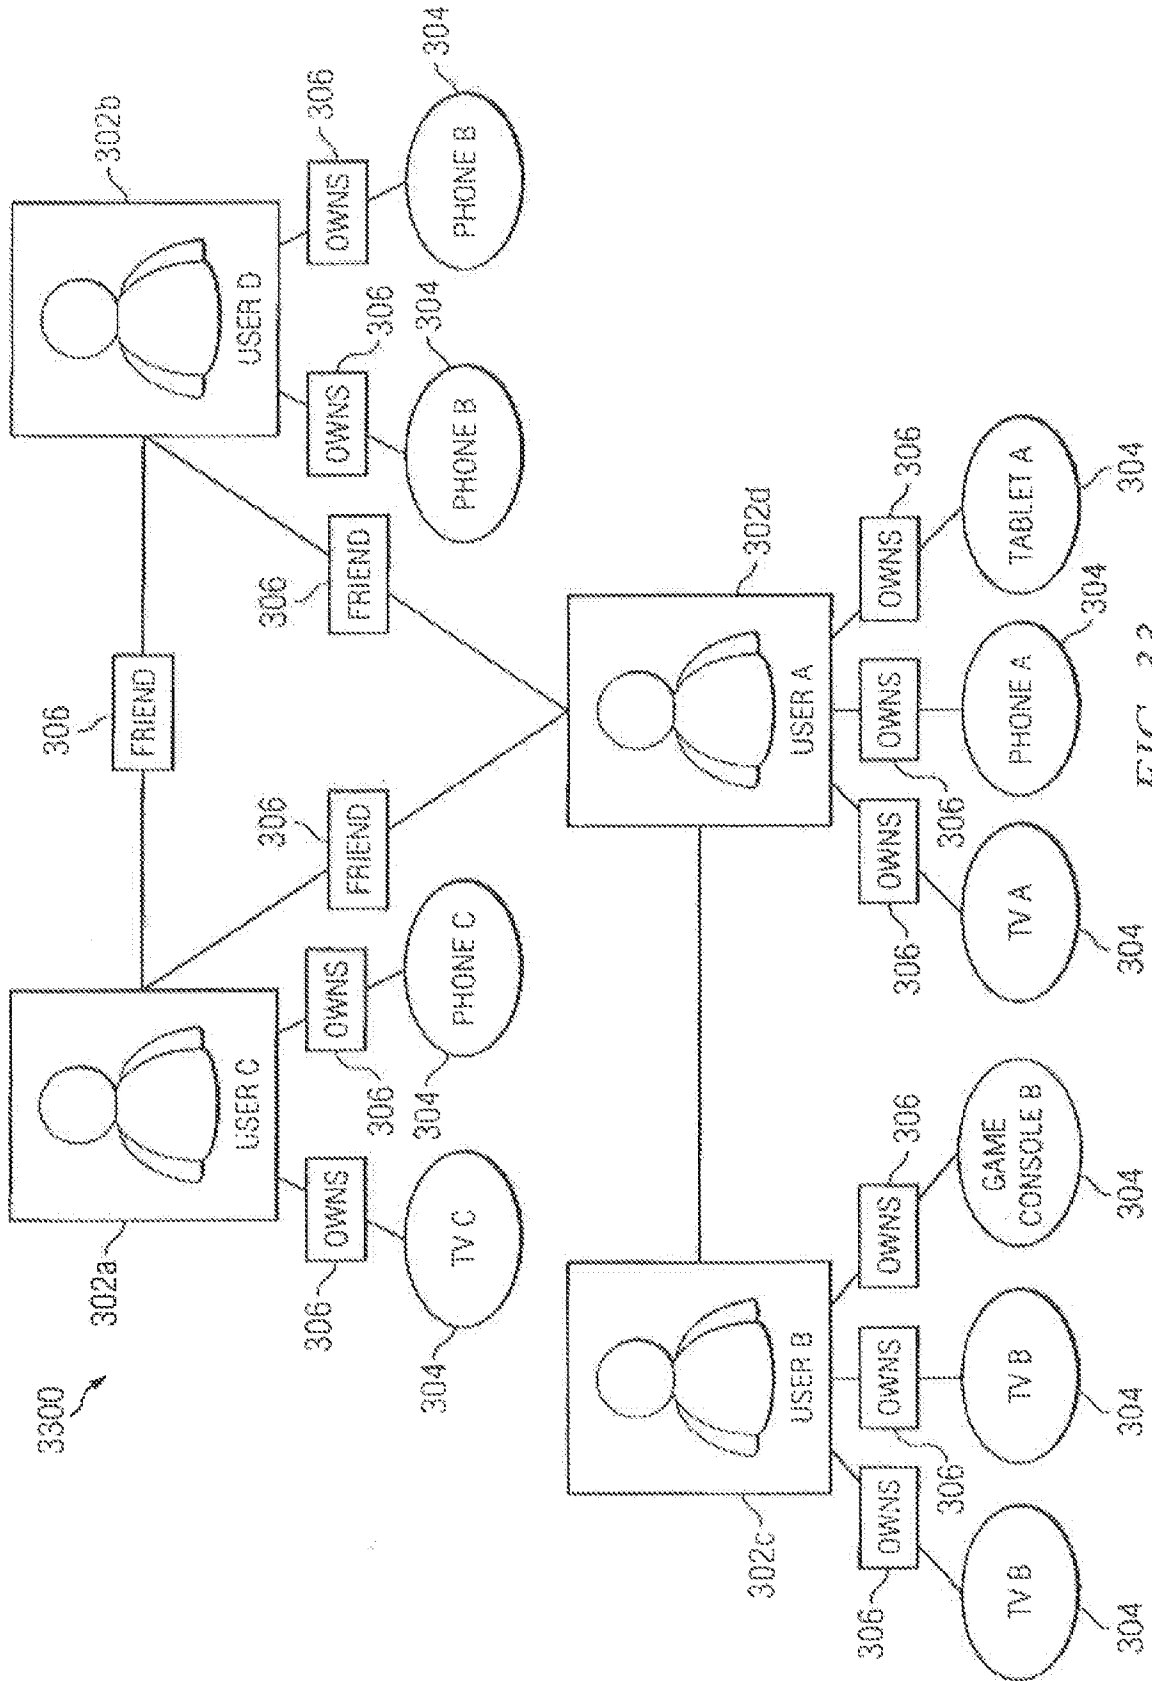 3300
306
302a
302b
FRIEND
USER C
USER D
306
306
306
OWNS
OWNS
FRIEND
FRIEND
OWNS
OWNS
306
306
306
304
304
304
304
TV C
PHONE C
PHONE B
PHONE B
302c
302d
USER B
USER A
306
OWNS
OWNS
OWNS
306
306
OWNS
OWNS
OWNS
306
306
306
TV B
TV B
GAME
CONSOLE B
TV A
PHONE A
TABLET A
304
304
304
304
304
304
FIG. 33